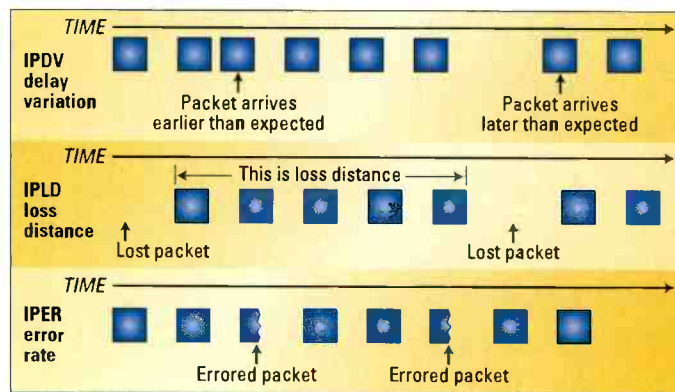 TIME
IPDV
delay
variation
Packet arrives
earlier than expected
Packet arrives
later than expected
TIME
This is loss distance
IPLD
loss
distance
Lost packet
Lost packet
TIME
IPER
error
rate
Errored packet
Errored packet